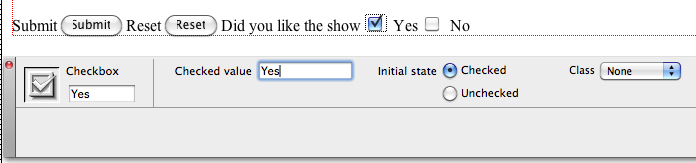 Submit Submit Reset Reset Did you like the show Yes No
Checkbox Checked value Yes Initial state Checked Class None
Yes Unchecked